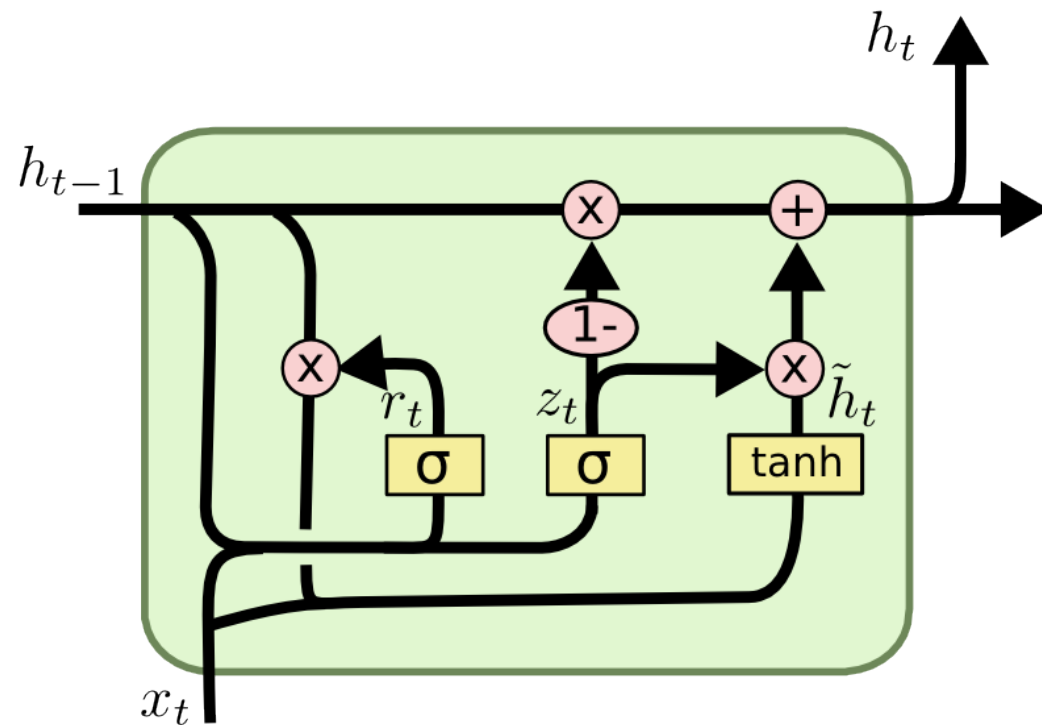 h_t
h_{t-1}
x +
1-
x x
r_t z_t h̃_t
σ σ tanh
x_t